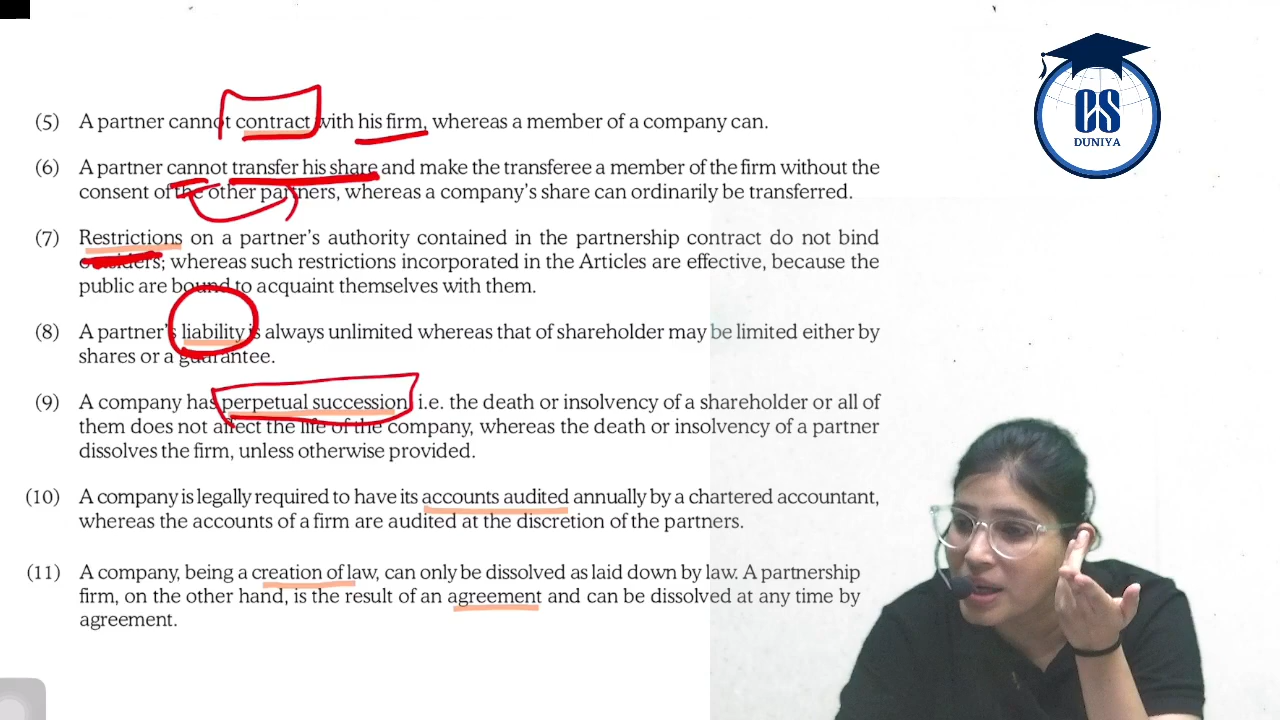 CS
DUNIYA
(5) A partner cannot contract with his firm, whereas a member of a company can.
(6) A partner cannot transfer his share and make the transferee a member of the firm without the
consent of the other partners, whereas a company's share can ordinarily be transferred.
(7) Restrictions on a partner's authority contained in the partnership contract do not bind
outsiders; whereas such restrictions incorporated in the Articles are effective, because the
public are bound to acquaint themselves with them.
(8) A partner's liability is always unlimited whereas that of shareholder may be limited either by
shares or a guarantee.
(9) A company has perpetual succession, i.e. the death or insolvency of a shareholder or all of
them does not affect the life of the company, whereas the death or insolvency of a partner
dissolves the firm, unless otherwise provided.
(10) A company is legally required to have its accounts audited annually by a chartered accountant,
whereas the accounts of a firm are audited at the discretion of the partners.
(11) A company, being a creation of law, can only be dissolved as laid down by law. A partnership
firm, on the other hand, is the result of an agreement and can be dissolved at any time by
agreement.